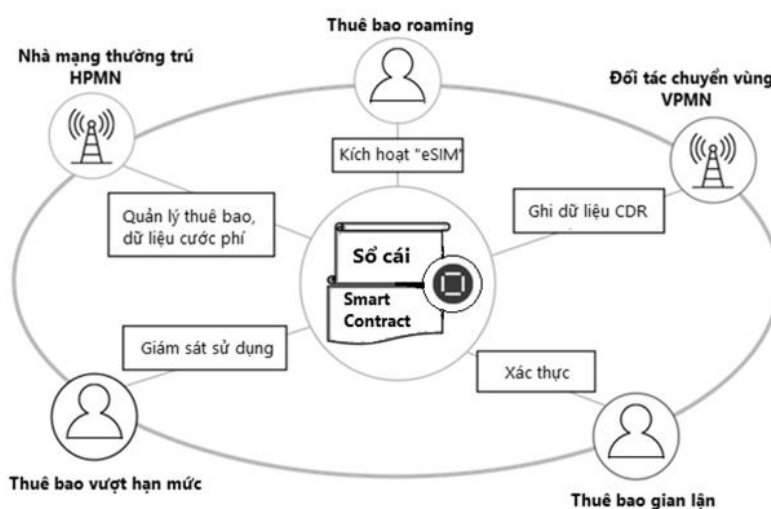 Thuê bao roaming
Nhà mạng thường trú
HPMN
Đối tác chuyển vùng
VPMN
Kích hoạt "eSIM"
Quản lý thuê bao,
dữ liệu cước phí
Ghi dữ liệu CDR
Sổ cái
Smart
Contract
Giám sát sử dụng
Xác thực
Thuê bao vượt hạn mức
Thuê bao gian lận